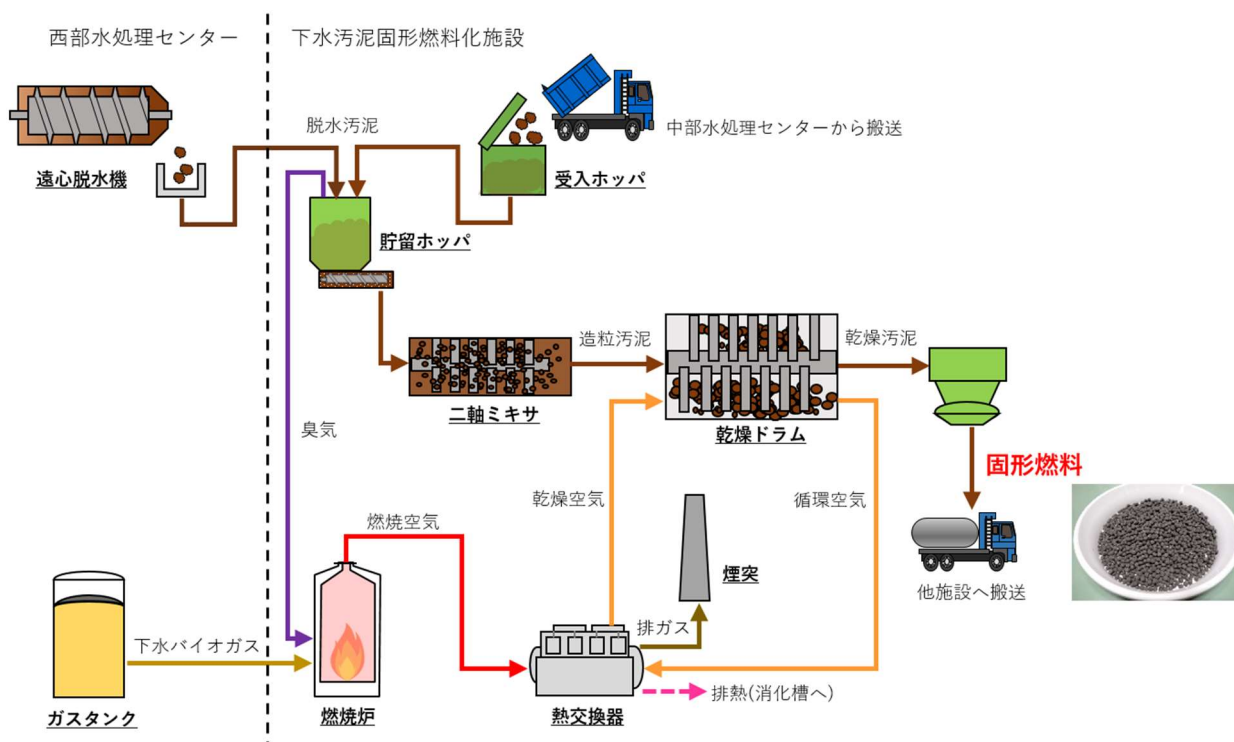 西部水処理センター
下水汚泥固形燃料化施設
脱水汚泥
中部水処理センターから搬送
遠心脱水機
受入ホッパ
貯留ホッパ
造粒汚泥
乾燥汚泥
二軸ミキサ
乾燥ドラム
臭気
固形燃料
乾燥空気
循環空気
燃焼空気
煙突
他施設へ搬送
排ガス
下水バイオガス
排熱(消化槽へ)
ガスタンク
燃焼炉
熱交換器